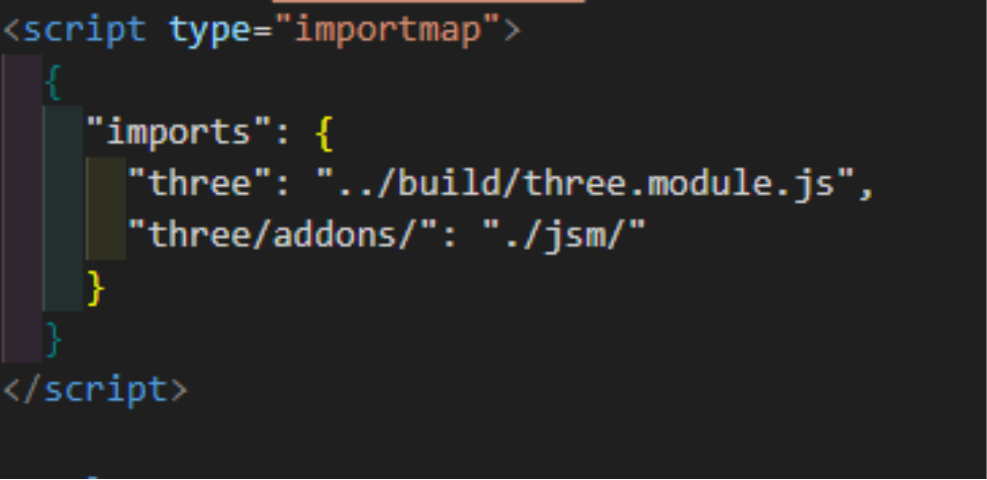 <script type="importmap">
{
"imports": {
"three": "../build/three.module.js",
"three/addons/": "./jsm/"
}
}
</script>